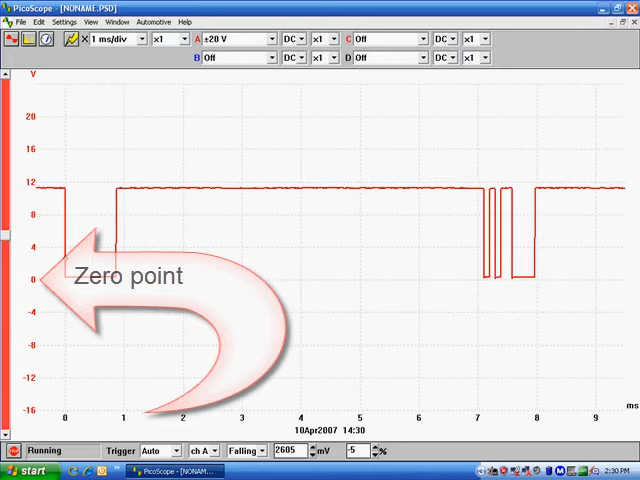 PicoScope - [NONAME.PSD]
File Edit Settings View Window Automotive Help
X 1 ms/div x1 A ±20 V DC x1 C Off DC x1
B Off DC x1 D Off DC x1
V
20
16
12
8
4
0
-4
-8
-12
-16
Zero point
0 1 2 3 4 5 6 7 8 9 ms
10Apr2007 14:30
Running Trigger Auto ch A Falling 2605 mV -5 %
start PicoScope - [NONAM... 2:30 PM